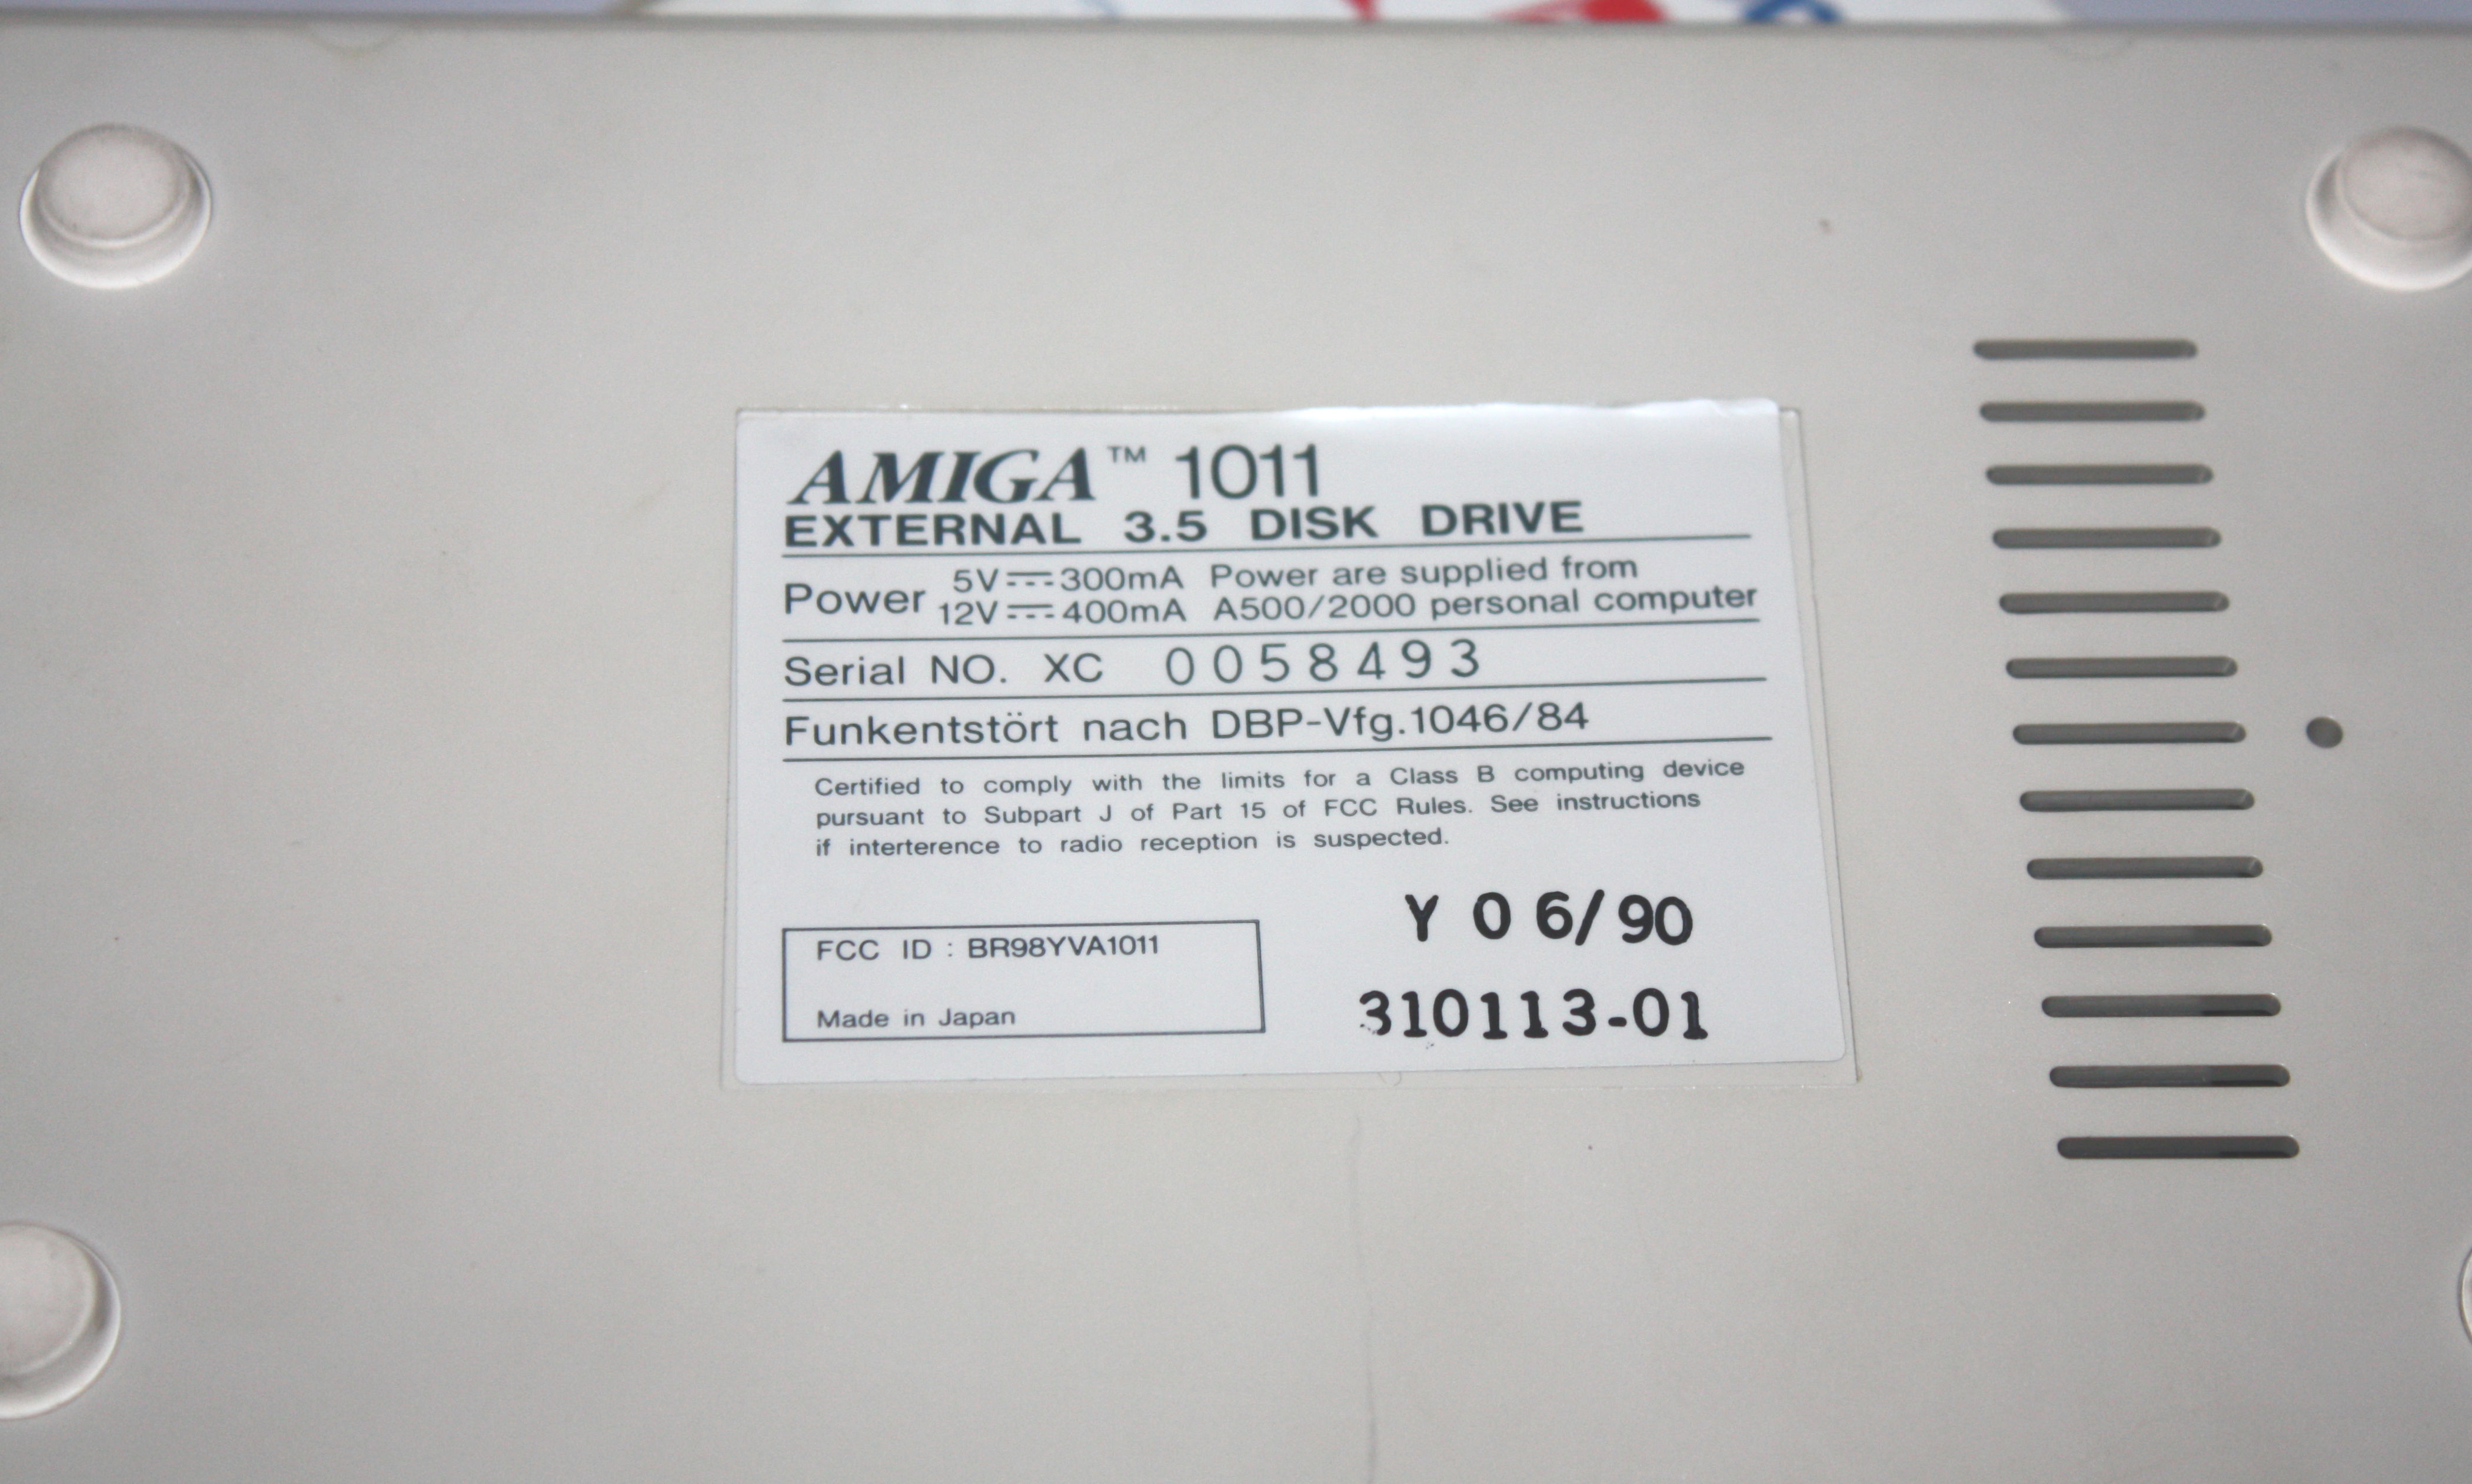 AMIGA™ 1011
EXTERNAL 3.5 DISK DRIVE
Power 5V⎓300mA Power are supplied from
12V⎓400mA A500/2000 personal computer
Serial NO. XC 0058493
Funkentstört nach DBP-Vfg.1046/84
Certified to comply with the limits for a Class B computing device
pursuant to Subpart J of Part 15 of FCC Rules. See instructions
if interterence to radio reception is suspected.
Y 06/90
FCC ID : BR98YVA1011
310113-01
Made in Japan